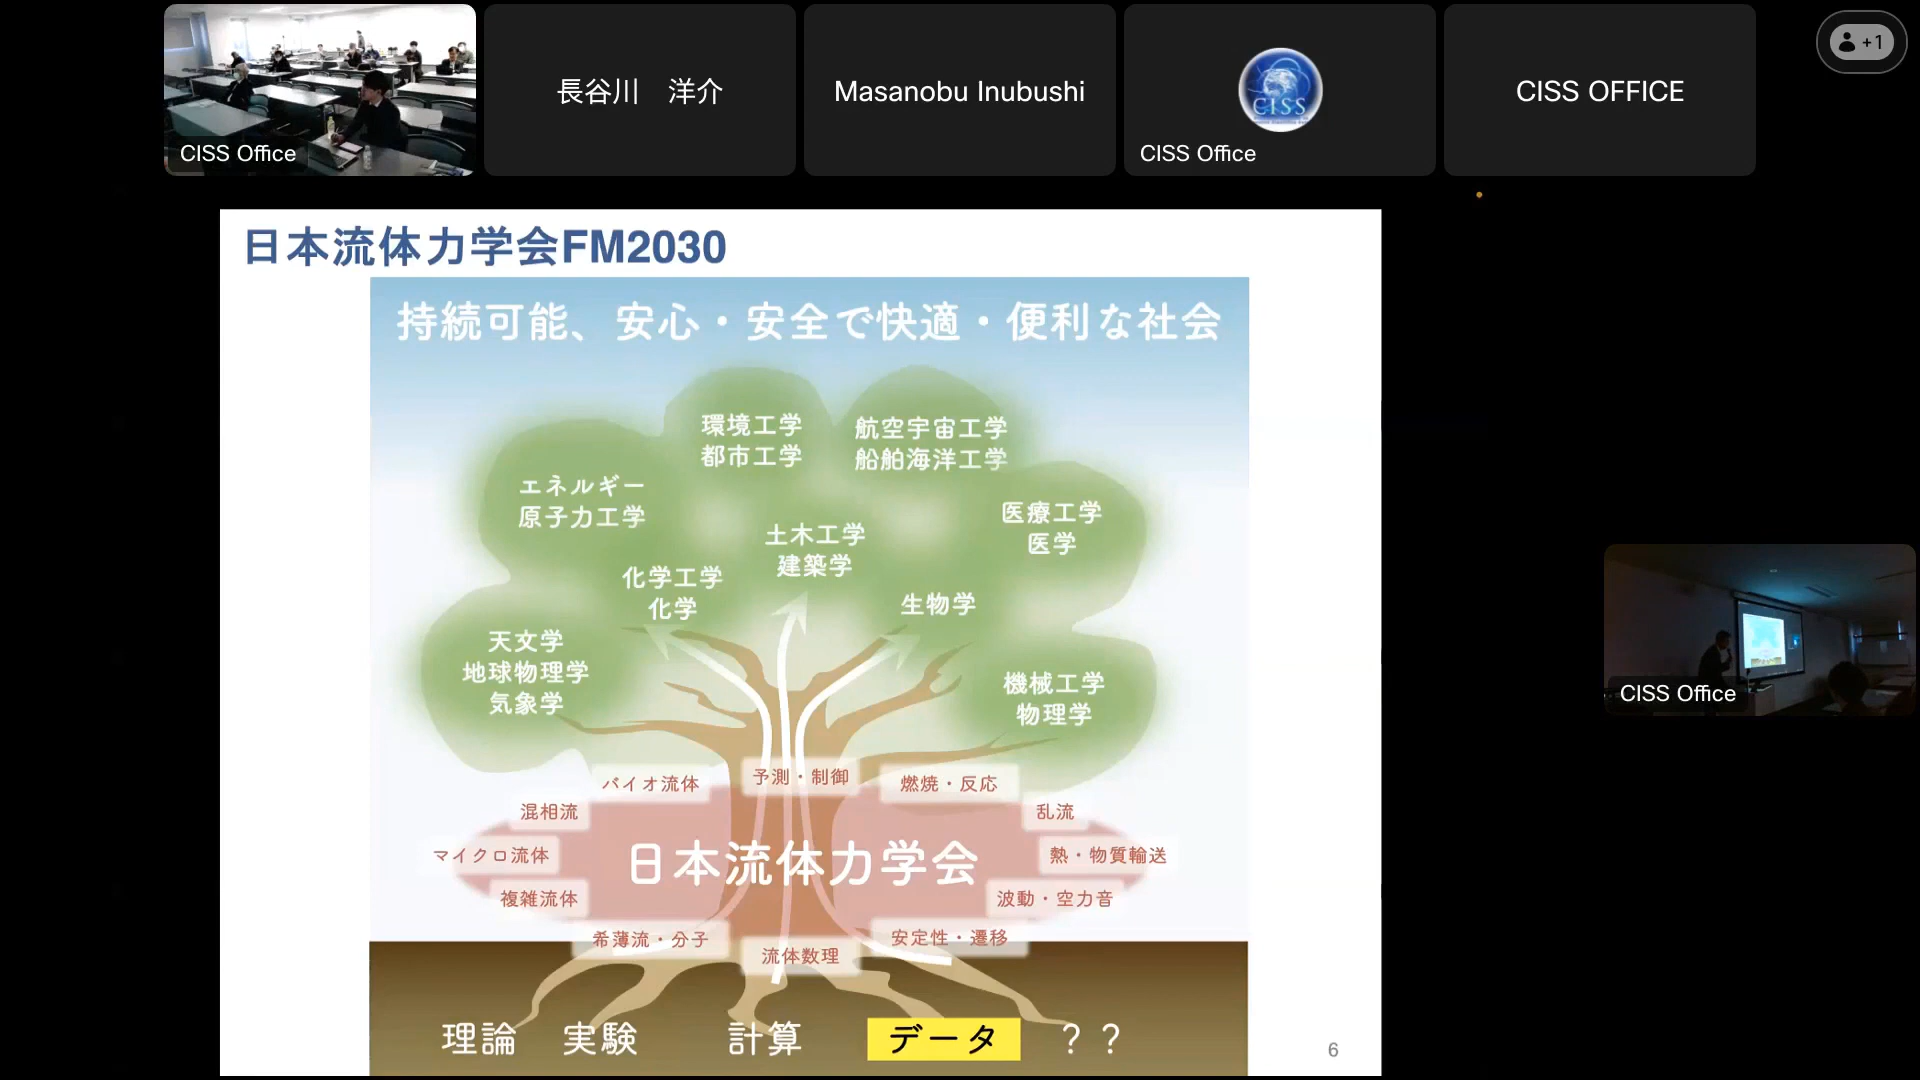 CISS Office
長谷川　洋介
Masanobu Inubushi
CISS
CISS Office
CISS OFFICE
+1
日本流体力学会FM2030
持続可能、安心・安全で快適・便利な社会
環境工学
都市工学
航空宇宙工学
船舶海洋工学
エネルギー
原子力工学
土木工学
建築学
医療工学
医学
化学工学
化学
生物学
天文学
地球物理学
気象学
機械工学
物理学
バイオ流体
予測・制御
燃焼・反応
混相流
乱流
マイクロ流体
日本流体力学会
熱・物質輸送
複雑流体
波動・空力音
希薄流・分子
流体数理
安定性・遷移
理論 実験 計算 データ ？？
6
CISS Office